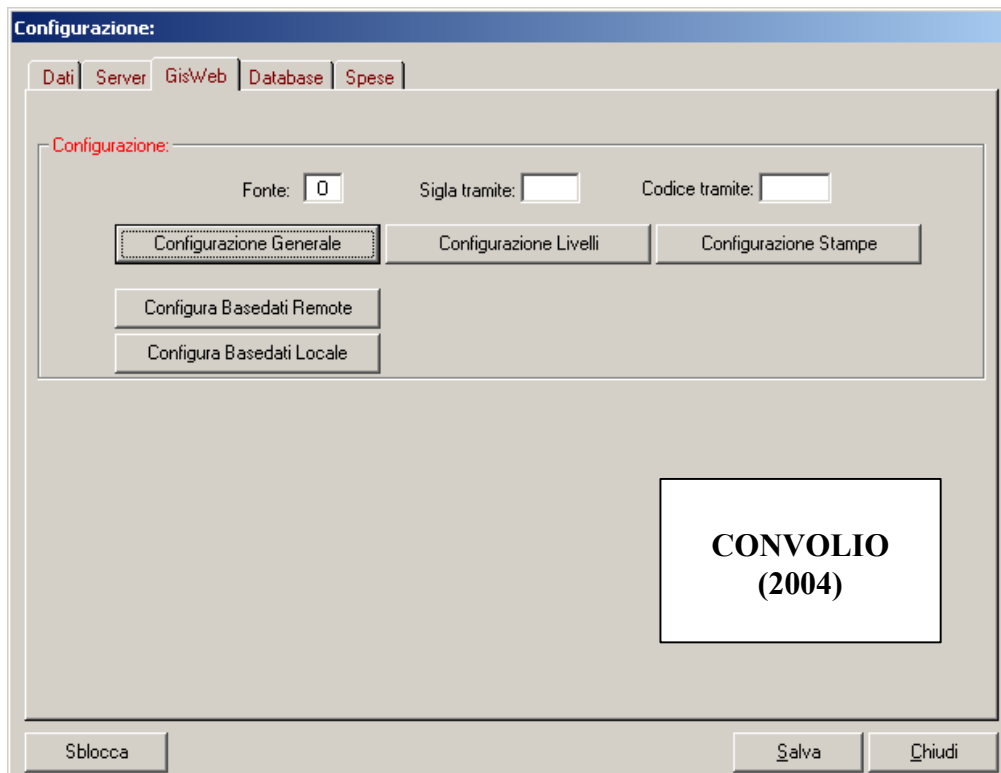 Configurazione:
Dati Server GisWeb Database Spese
Configurazione:
Fonte: 0 Sigla tramite: Codice tramite:
Configurazione Generale Configurazione Livelli Configurazione Stampe
Configura Basedati Remote
Configura Basedati Locale
CONVOLIO
(2004)
Sblocca Salva Chiudi